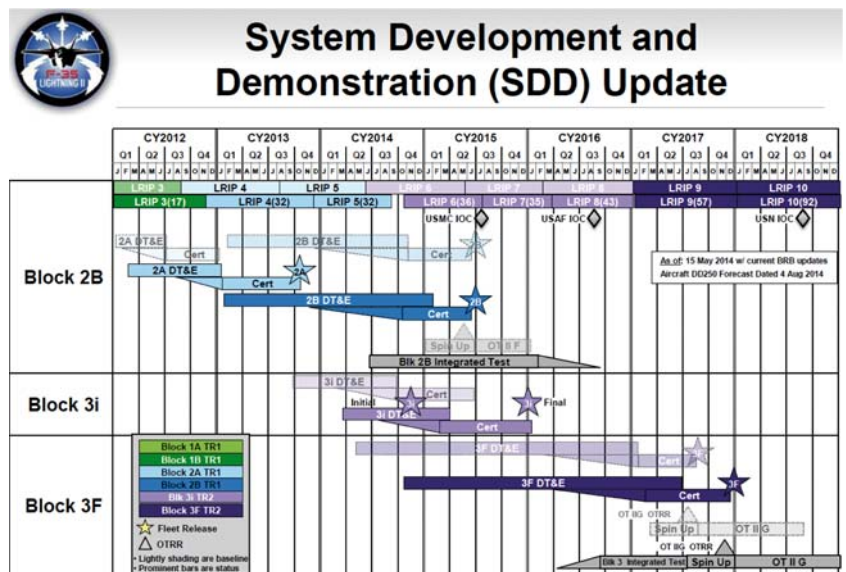 F-35
LIGHTNING II
System Development and
Demonstration (SDD) Update
CY2012 CY2013 CY2014 CY2015 CY2016 CY2017 CY2018
Q1 Q2 Q3 Q4 Q1 Q2 Q3 Q4 Q1 Q2 Q3 Q4 Q1 Q2 Q3 Q4 Q1 Q2 Q3 Q4 Q1 Q2 Q3 Q4 Q1 Q2 Q3 Q4
J F M A M J J A S O N D J F M A M J J A S O N D J F M A M J J A S O N D J F M A M J J A S O N D J F M A M J J A S O N D J F M A M J J A S O N D J F M A M J J A S O N D
LRIP 3 LRIP 4 LRIP 5 LRIP 6 LRIP 7 LRIP 8 LRIP 9 LRIP 10
LRIP 3(17) LRIP 4(32) LRIP 5(32) LRIP 6(36) LRIP 7(35) LRIP 8(43) LRIP 9(57) LRIP 10(92)
USMC IOC USAF IOC USN IOC
Block 2B
2A DT&E 2B DT&E
Cert Cert
2A DT&E 2A
Cert
As of: 15 May 2014 w/ current BRB updates
Aircraft DD250 Forecast Dated 4 Aug 2014
2B DT&E 2B
Cert
Spin Up OT II F
Blk 2B Integrated Test
Block 3i
3i DT&E
Cert
Initial 3i 3i Final
3i DT&E
Cert
Block 3F
3F DT&E
Cert
3F DT&E 3F
Cert
OT IIG OTRR
Spin Up OT II G
OT IIG OTRR
Blk 3 Integrated Test Spin Up OT II G
Block 1A TR1
Block 1B TR1
Block 2A TR1
Block 2B TR1
Blk 3i TR2
Block 3F TR2
Fleet Release
OTRR
• Lightly shading are baseline
• Prominent bars are status